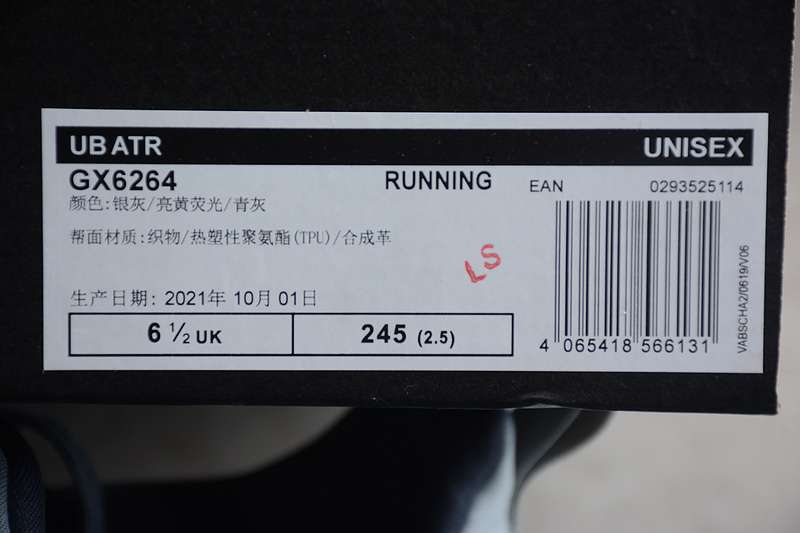 UB ATR
UNISEX
GX6264
RUNNING
EAN
0293525114
颜色:银灰/亮黄荧光/青灰
帮面材质:织物/热塑性聚氨酯(TPU)/合成革
LS
生产日期: 2021年 10月 01日
6 ½ UK
245 (2.5)
4 065418 566131
VABSCHA2/0619/V06